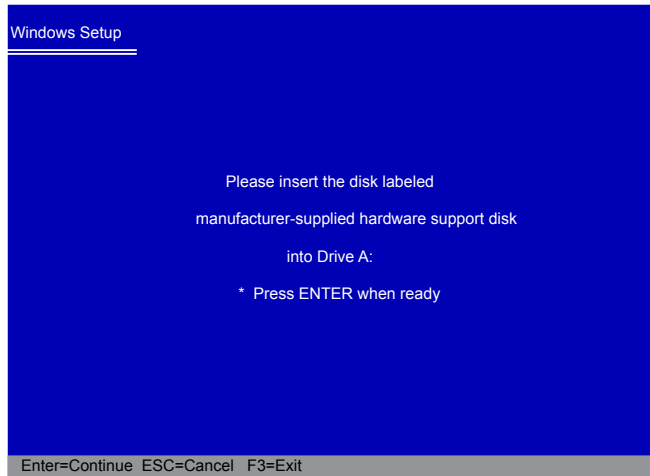 Windows Setup
Please insert the disk labeled
manufacturer-supplied hardware support disk
into Drive A:
* Press ENTER when ready
Enter=Continue ESC=Cancel F3=Exit